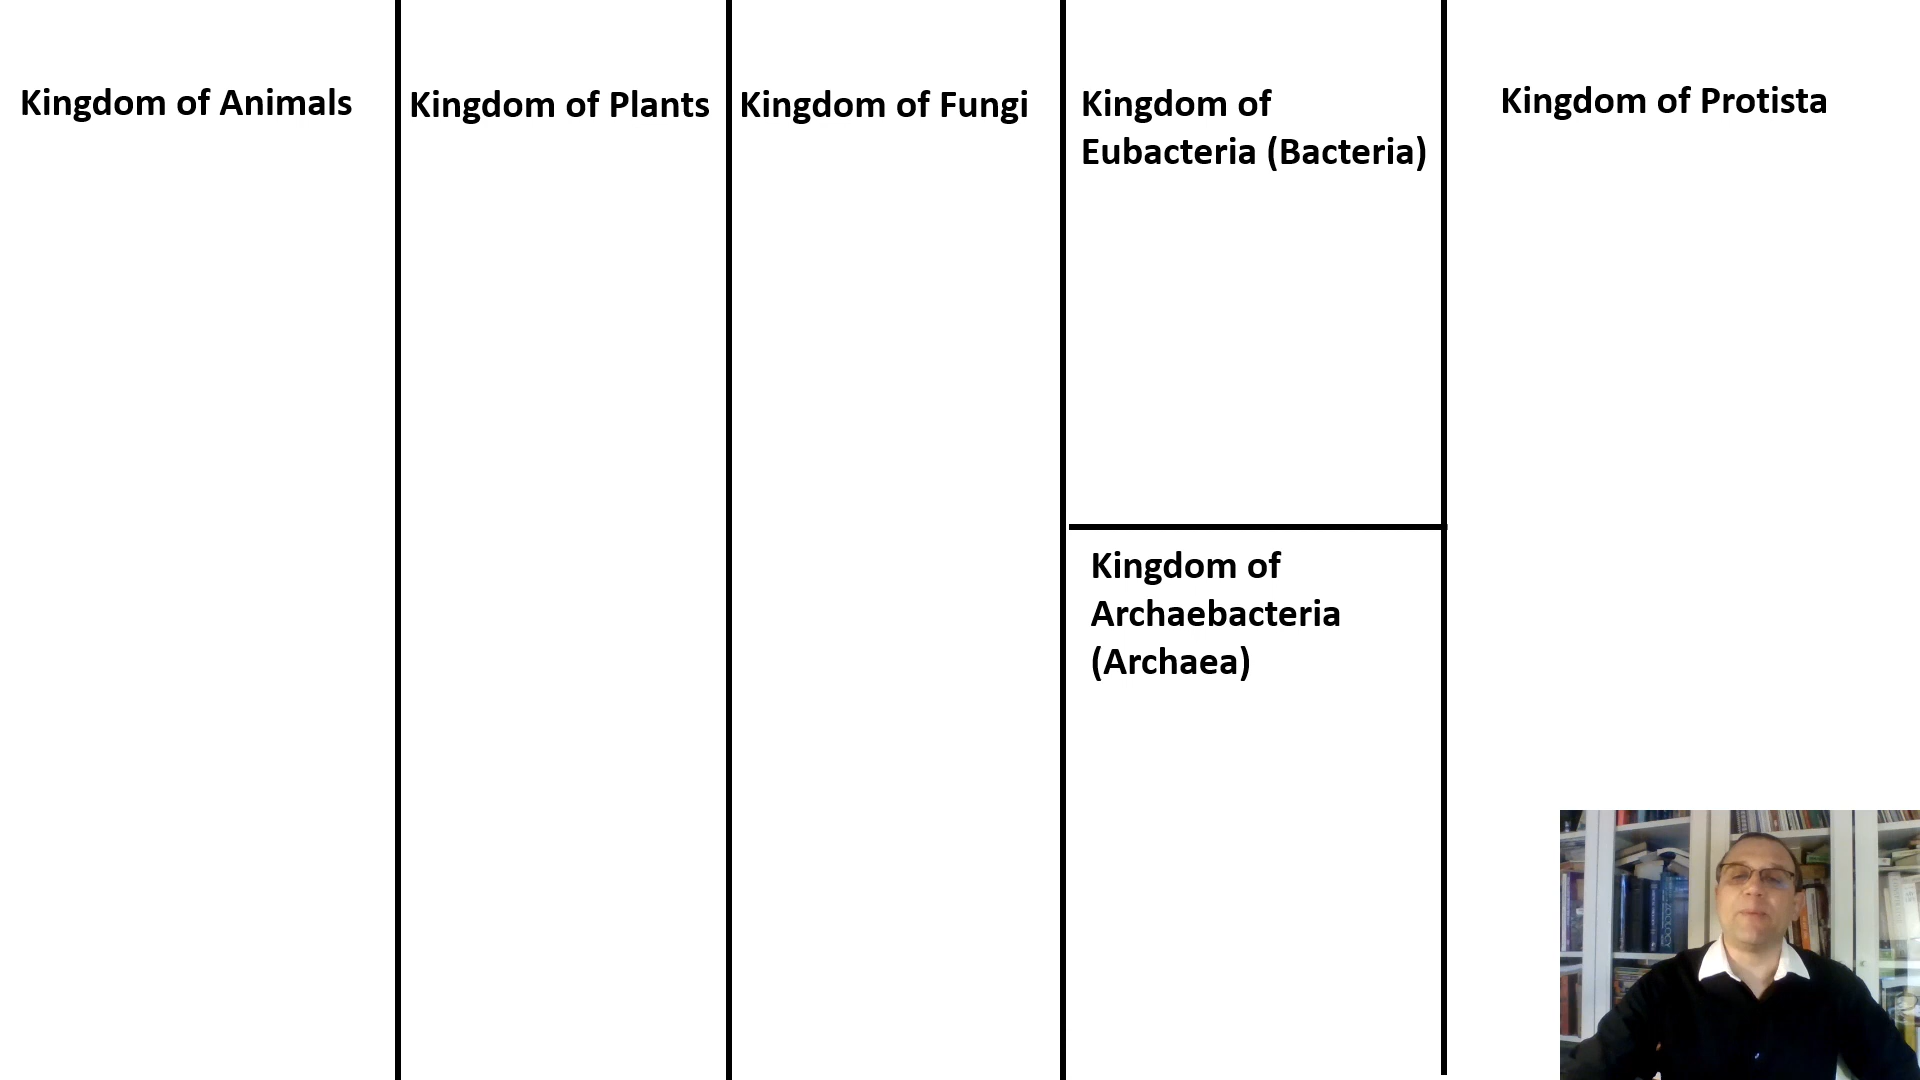 Kingdom of Animals
Kingdom of Plants
Kingdom of Fungi
Kingdom of
Eubacteria (Bacteria)
Kingdom of
Archaebacteria
(Archaea)
Kingdom of Protista
ZOOLOGY